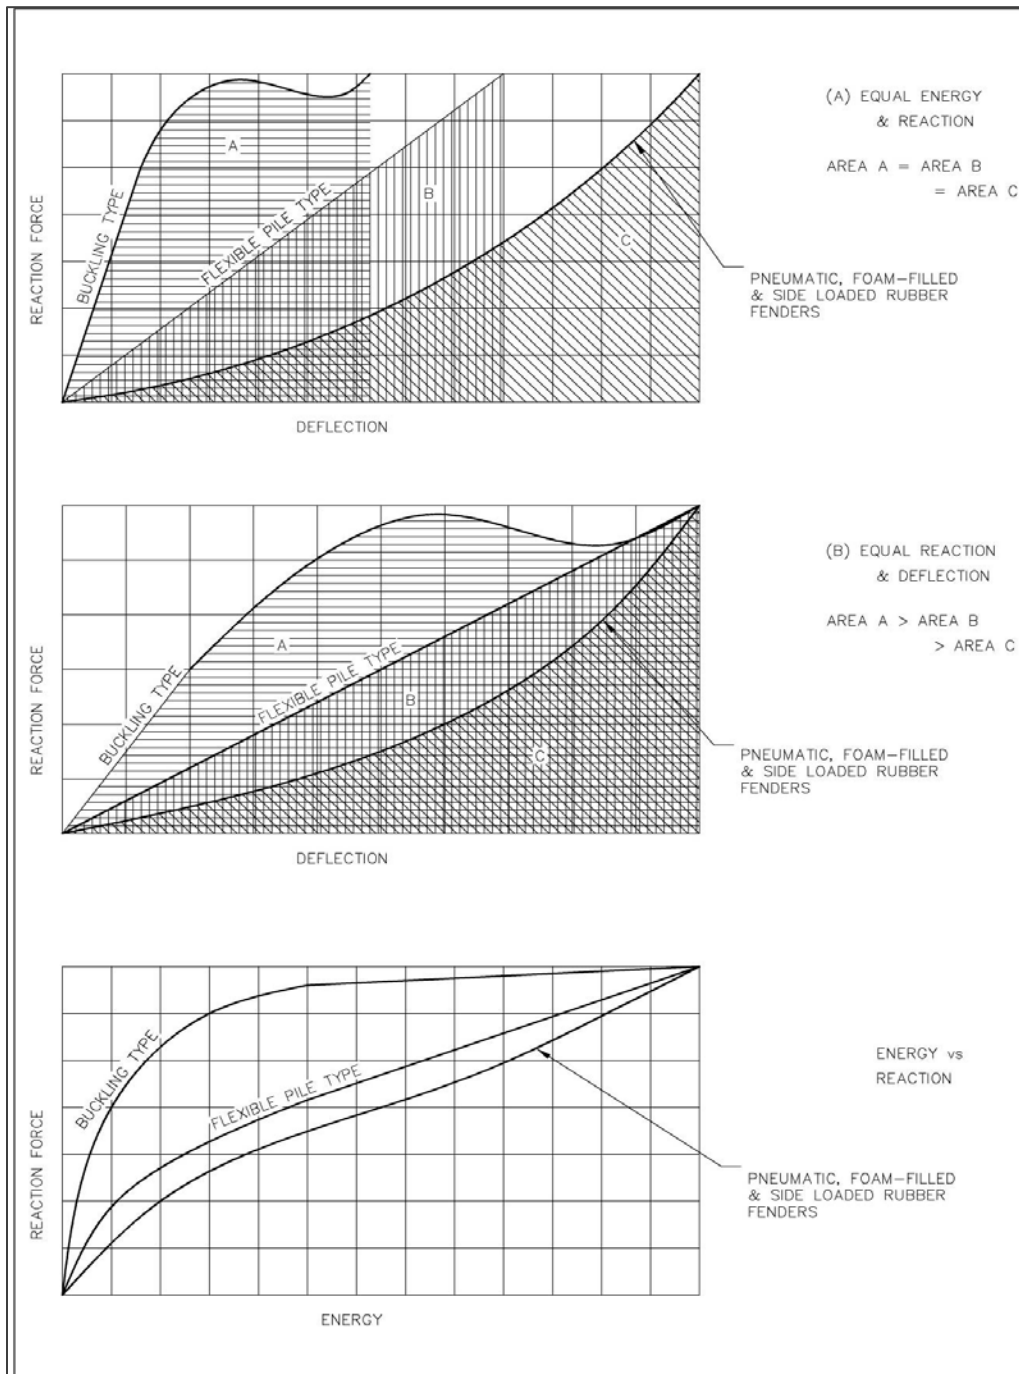 (A) EQUAL ENERGY
& REACTION
AREA A = AREA B
= AREA C
A
B
C
BUCKLING TYPE
FLEXIBLE PILE TYPE
REACTION FORCE
PNEUMATIC, FOAM-FILLED
& SIDE LOADED RUBBER
FENDERS
DEFLECTION
(B) EQUAL REACTION
& DEFLECTION
AREA A > AREA B
> AREA C
A
B
C
BUCKLING TYPE
FLEXIBLE PILE TYPE
REACTION FORCE
PNEUMATIC, FOAM-FILLED
& SIDE LOADED RUBBER
FENDERS
DEFLECTION
ENERGY vs
REACTION
BUCKLING TYPE
FLEXIBLE PILE TYPE
REACTION FORCE
PNEUMATIC, FOAM-FILLED
& SIDE LOADED RUBBER
FENDERS
ENERGY